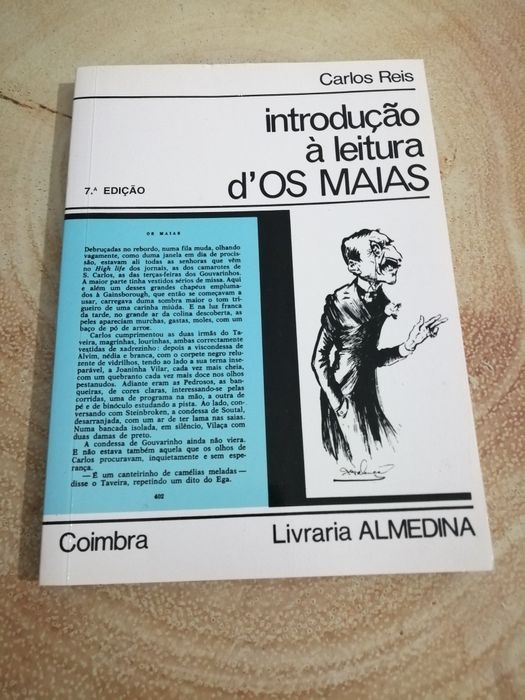 Carlos Reis
introdução
à leitura
d'OS MAIAS
7.ª EDIÇÃO
OS MAIAS
Debruçadas no rebordo, numa fila muda, olhando
vagamente, como duma janela em dia de procis-
são, estavam ali todas as senhoras que vêm
no High life dos jornais, as dos camarotes de
S. Carlos, as das terças-feiras dos Gouvarinhos.
A maior parte tinha vestidos sérios de missa. Aqui
e além um desses grandes chapéus emplumа-
dos à Gainsborough, que então se começavam a
usar, carregava duma sombra maior o tom tri-
gueiro de uma carinha miúda. E na luz franca
da tarde, no grande ar da colina descoberta, as
peles apareciam murchas, gastas, moles, com um
baço de pó de arroz.
Carlos cumprimentou as duas irmãs do Ta-
veira, magrinhas, lourinhas, ambas correctamente
vestidas de xadrezinho: depois a viscondessa de
Alvim, nédia e branca, com o corpete negro relu-
zente de vidrilhos, tendo ao lado a sua terna inse-
parável, a Joaninha Vilar, cada vez mais cheia,
com um quebranto cada vez mais doce nos olhos
pestanudos. Adiante eram as Pedrosos, as ban-
queiras, de cores claras, interessando-se pelas
corridas, uma de programa na mão, a outra de
pé e de binóculo estudando a pista. Ao lado, con-
versando com Steinbroken, a condessa de Soutal,
desarranjada, com um ar de ter lama nas saias.
Numa bancada isolada, em silêncio, Vilaça com
duas damas de preto.
A condessa de Gouvarinho ainda não viera.
E não estava também aquela que os olhos de
Carlos procuravam, inquietamente e sem espe-
rança.
— É um canteirinho de camélias meladas —
disse o Taveira, repetindo um dito do Ega.
402
Coimbra
Livraria ALMEDINA